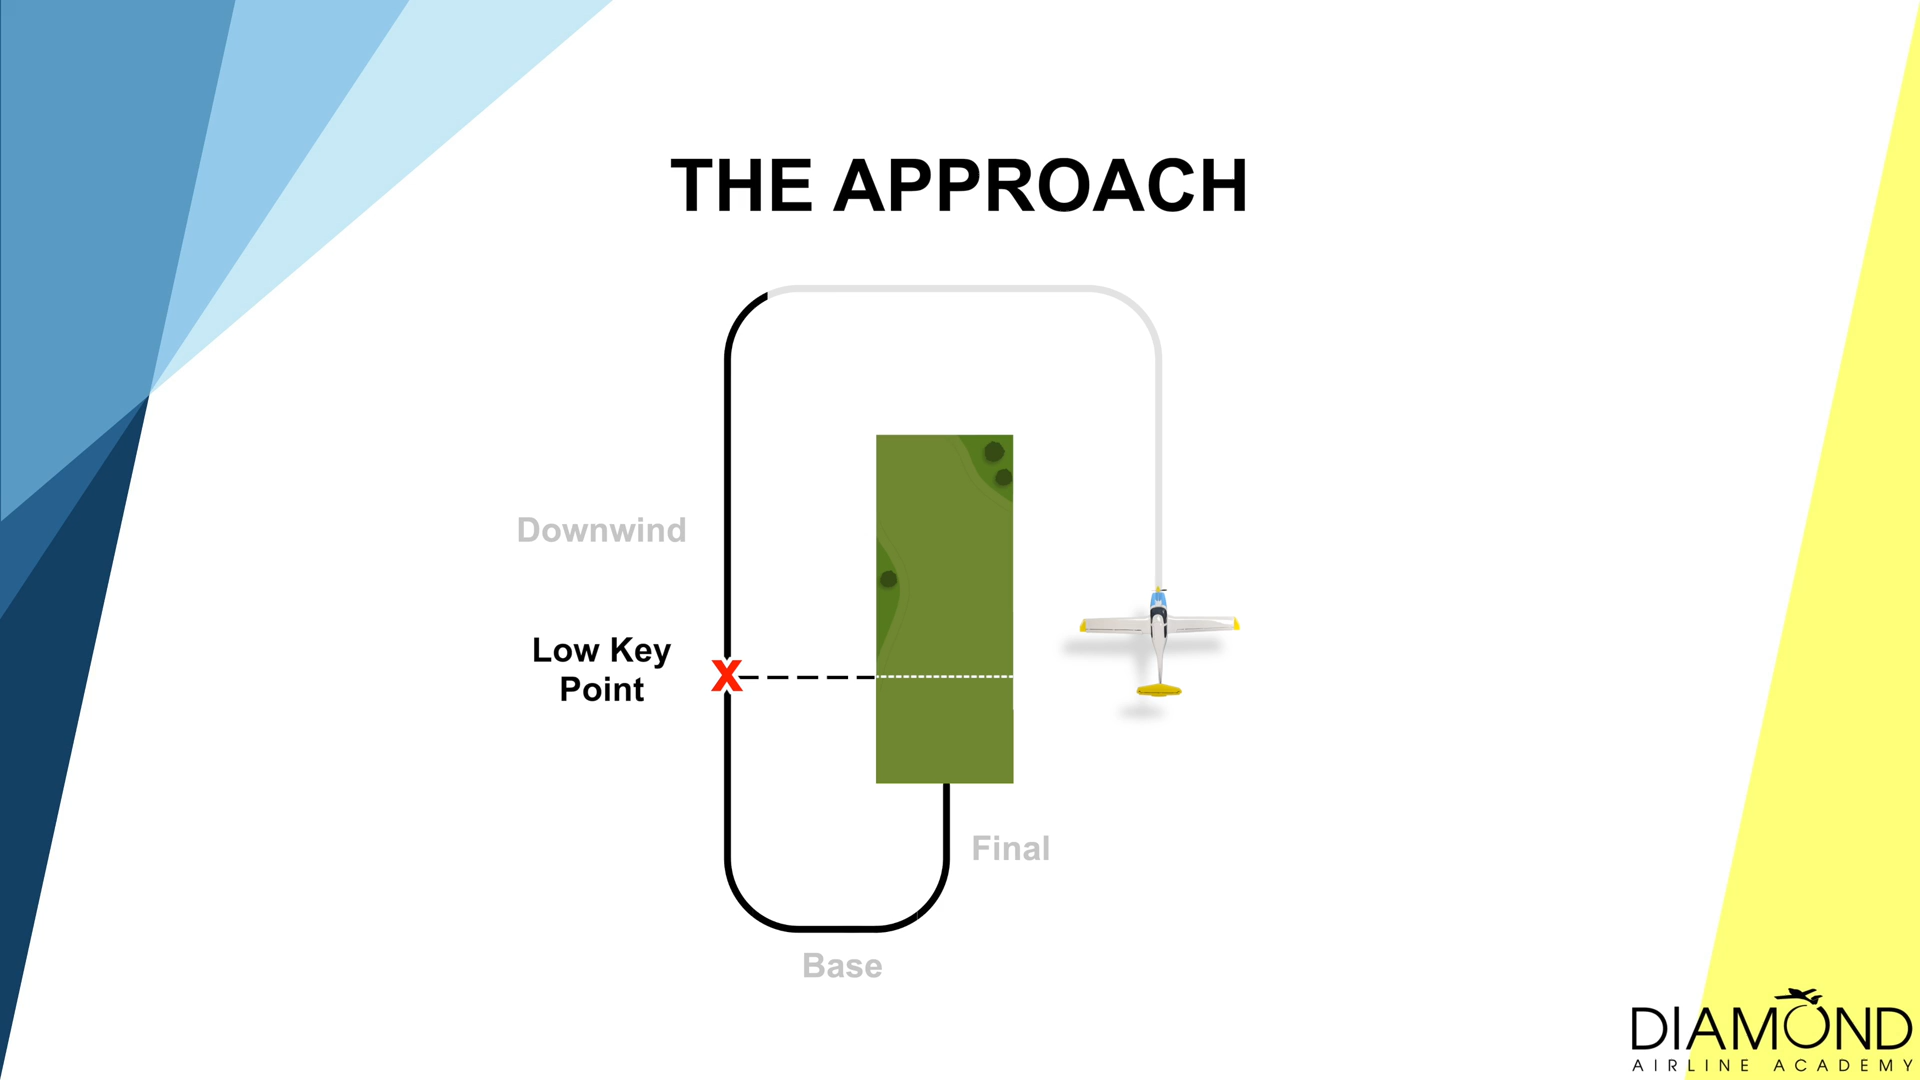 THE APPROACH
Downwind
Low Key
Point
X
Final
Base
DIAMOND
AIRLINE ACADEMY